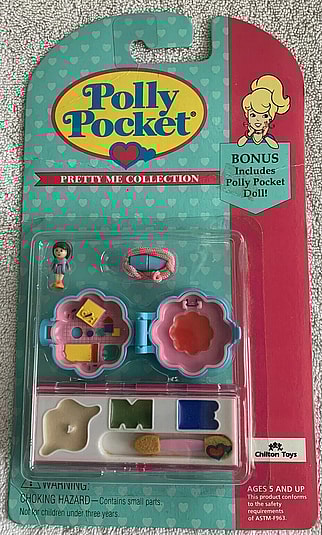 Polly
Pocket®
PRETTY ME COLLECTION
BONUS
Includes
Polly Pocket
Doll!
Chilton Toys
⚠WARNING:
CHOKING HAZARD—Contains small parts.
Not for children under three years.
AGES 5 AND UP
This product conforms
to the safety
requirements
of ASTM-F963.